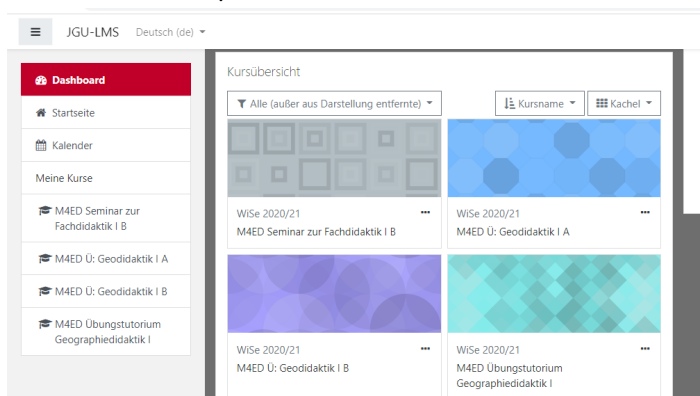 JGU-LMS Deutsch (de)
Dashboard
Startseite
Kalender
Meine Kurse
M4ED Seminar zur
Fachdidaktik I B
M4ED Ü: Geodidaktik I A
M4ED Ü: Geodidaktik I B
M4ED Übungstutorium
Geographiedidaktik I
Kursübersicht
Alle (außer aus Darstellung entfernte)
Kursname
Kachel
WiSe 2020/21
M4ED Seminar zur Fachdidaktik I B
WiSe 2020/21
M4ED Ü: Geodidaktik I A
WiSe 2020/21
M4ED Ü: Geodidaktik I B
WiSe 2020/21
M4ED Übungstutorium
Geographiedidaktik I